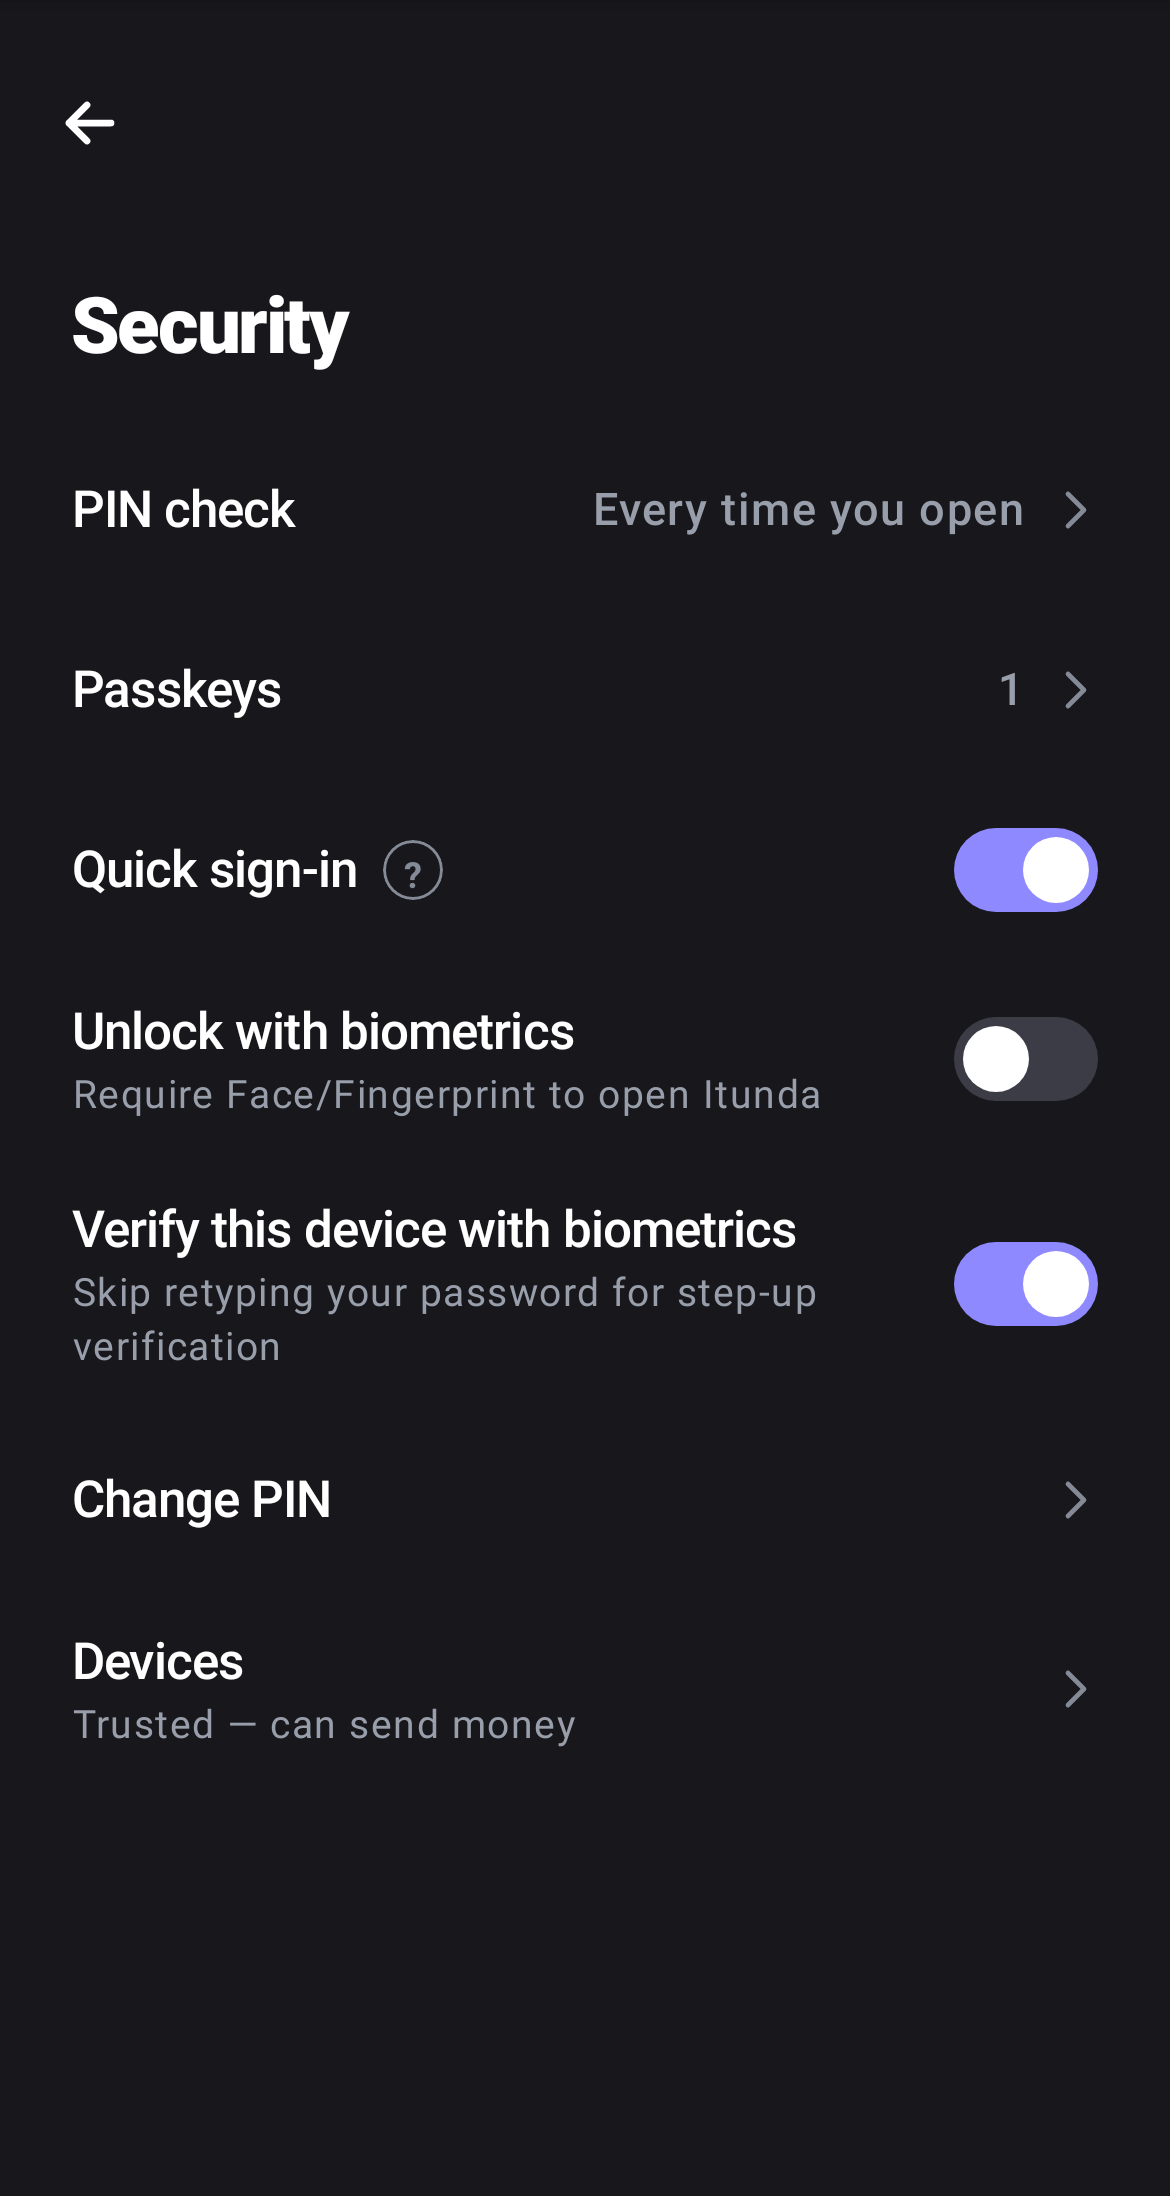 Security
PIN check
Every time you open
Passkeys
1
Quick sign-in ?
Unlock with biometrics
Require Face/Fingerprint to open Itunda
Verify this device with biometrics
Skip retyping your password for step-up
verification
Change PIN
Devices
Trusted — can send money